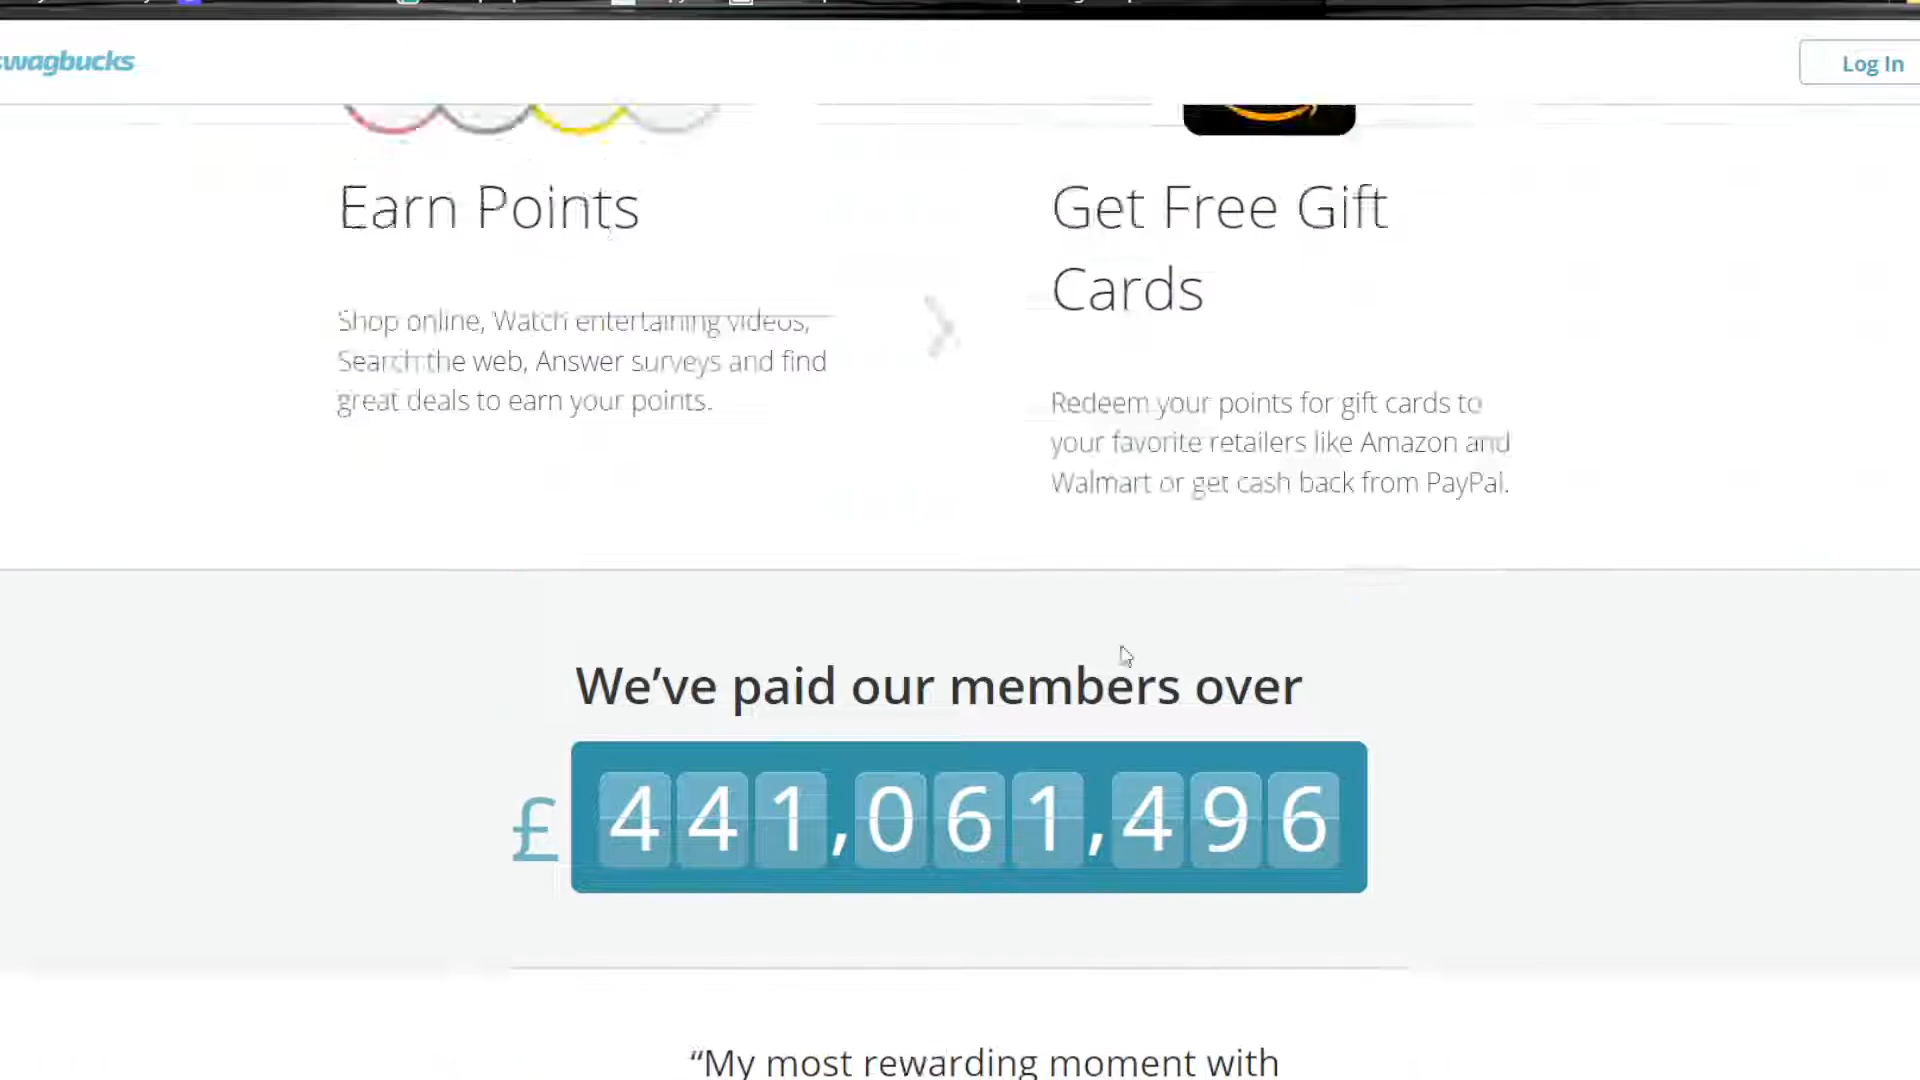 swagbucks
Log In
Earn Points
Get Free Gift
Cards
Shop online, Watch entertaining videos,
Search the web, Answer surveys and find
great deals to earn your points.
Redeem your points for gift cards to
your favorite retailers like Amazon and
Walmart or get cash back from PayPal.
We’ve paid our members over
£ 441,061,496
“My most rewarding moment with